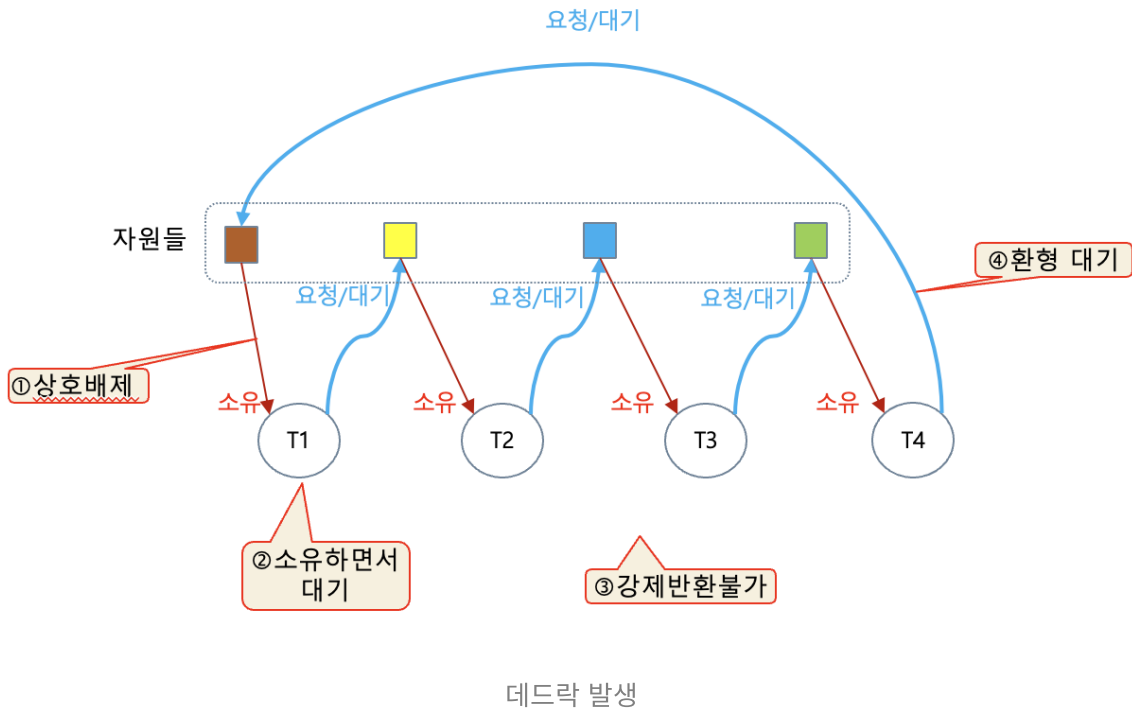 요청/대기
자원들
④환형 대기
요청/대기
요청/대기
요청/대기
①상호배제
소유
소유
소유
소유
T1
T2
T3
T4
②소유하면서
대기
③강제반환불가
데드락 발생